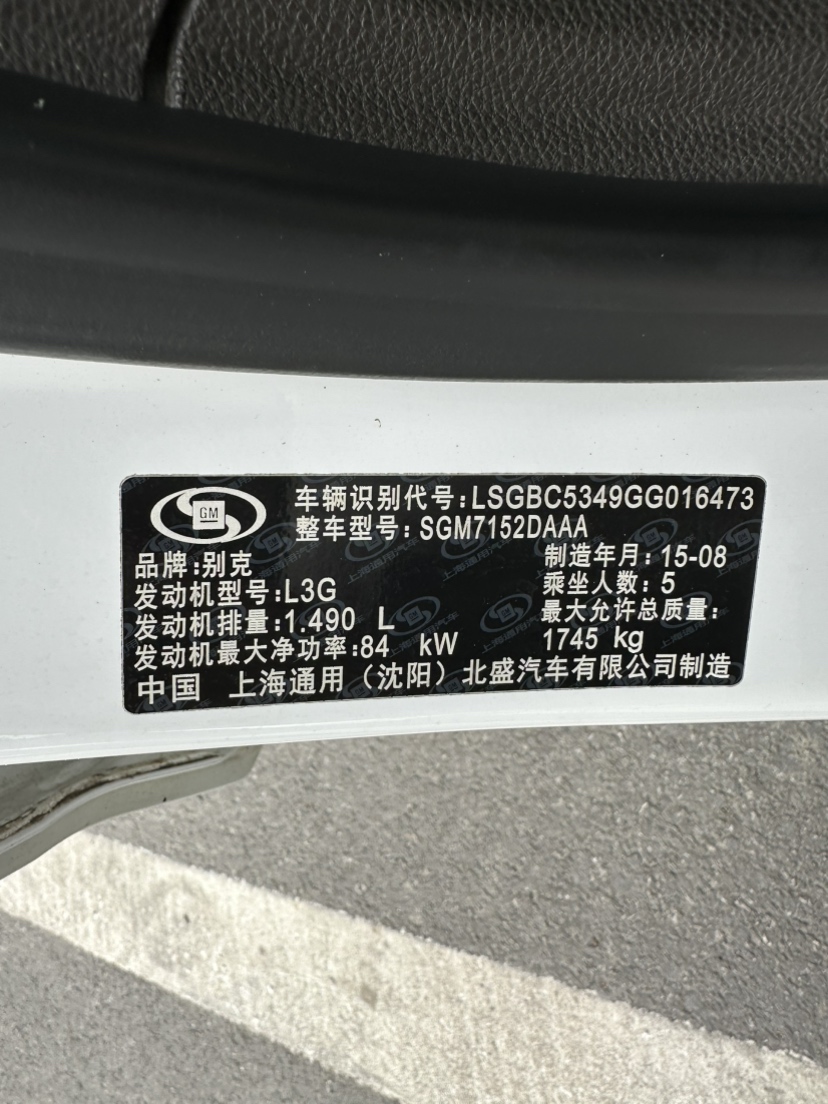 GM
车辆识别代号:LSGBC5349GG016473
整车型号: SGM7152DAAA
品牌:别克 制造年月: 15-08
发动机型号:L3G 乘坐人数: 5
发动机排量:1.490 L 最大允许总质量:
发动机最大净功率:84 kW 1745 kg
中国 上海通用（沈阳）北盛汽车有限公司制造